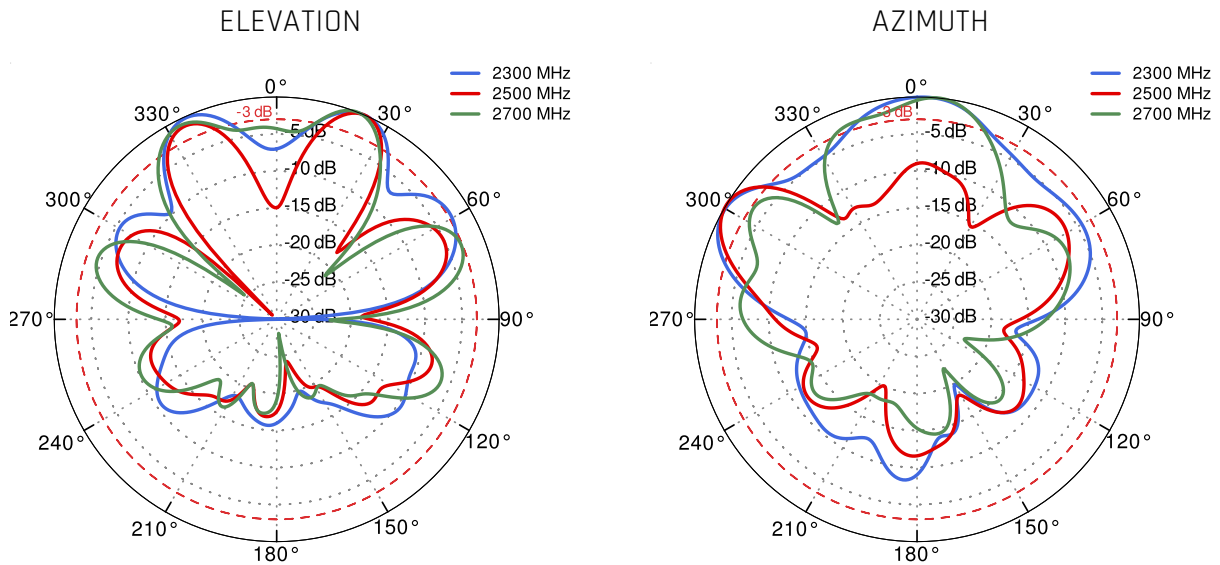 ELEVATION
2300 MHz
2500 MHz
2700 MHz
0°
-3 dB
330°
30°
-5 dB
-10 dB
300°
60°
-15 dB
-20 dB
-25 dB
-30 dB
270°
90°
240°
120°
210°
150°
180°
AZIMUTH
2300 MHz
2500 MHz
2700 MHz
0°
-3 dB
330°
30°
-5 dB
-10 dB
300°
60°
-15 dB
-20 dB
-25 dB
-30 dB
270°
90°
240°
120°
210°
150°
180°